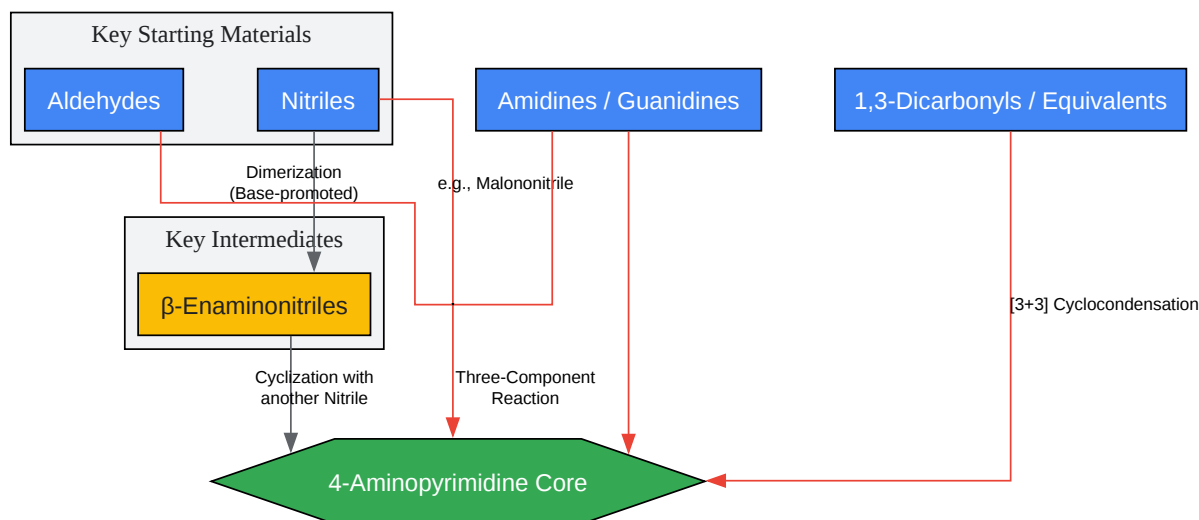 Key Starting Materials
Aldehydes
Nitriles
Amidines / Guanidines
1,3-Dicarbonyls / Equivalents
Dimerization
(Base-promoted)
e.g., Malononitrile
Key Intermediates
β-Enaminonitriles
[3+3] Cyclocondensation
Cyclization with
another Nitrile
Three-Component
Reaction
4-Aminopyrimidine Core